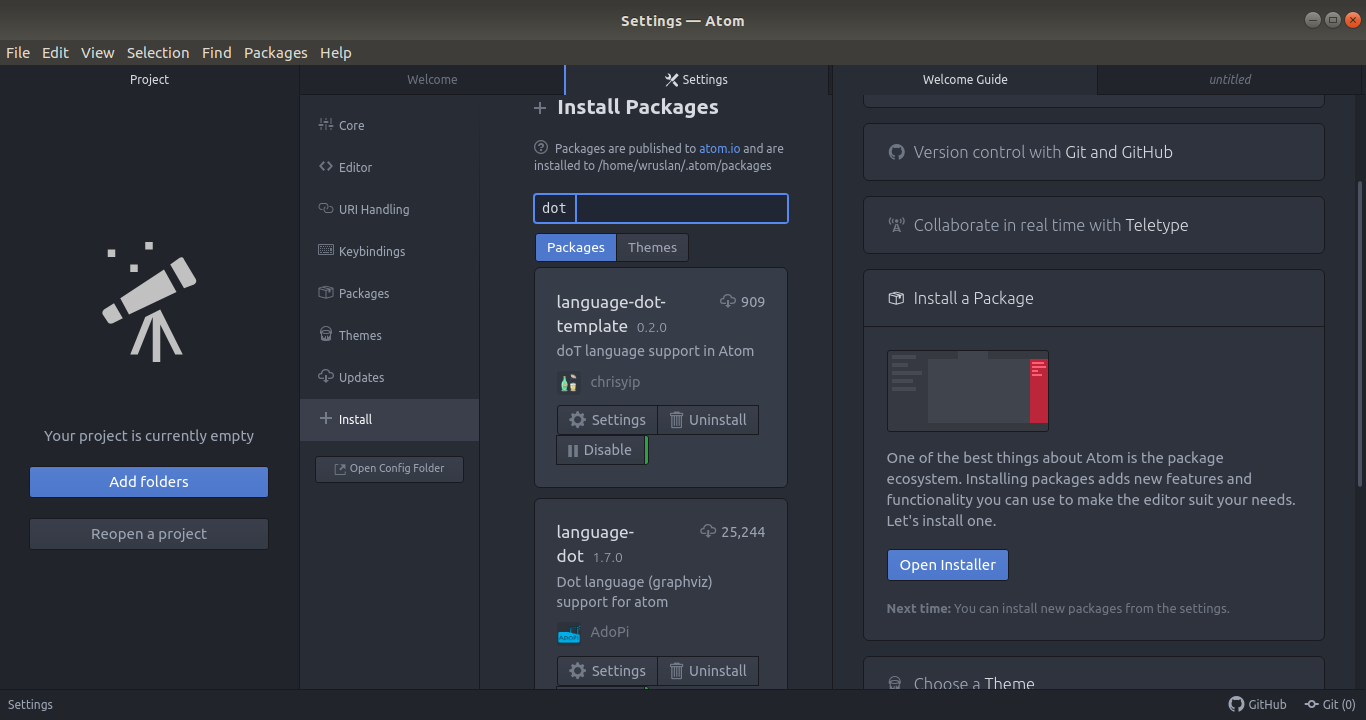 Settings — Atom
File Edit View Selection Find Packages Help
Project
Welcome
Settings
Welcome Guide
untitled
Your project is currently empty
Add folders
Reopen a project
Core
Editor
URI Handling
Keybindings
Packages
Themes
Updates
Install
Open Config Folder
Install Packages
Packages are published to atom.io and are
installed to /home/wruslan/.atom/packages
dot
Packages Themes
language-dot-
template 0.2.0
909
doT language support in Atom
chrisyip
Settings Uninstall
Disable
language-
dot 1.7.0
25,244
Dot language (graphviz)
support for atom
AdoPi
Settings Uninstall
Version control with Git and GitHub
Collaborate in real time with Teletype
Install a Package
One of the best things about Atom is the package
ecosystem. Installing packages adds new features and
functionality you can use to make the editor suit your needs.
Let's install one.
Open Installer
Next time: You can install new packages from the settings.
Choose a Theme
Settings
GitHub
Git (0)